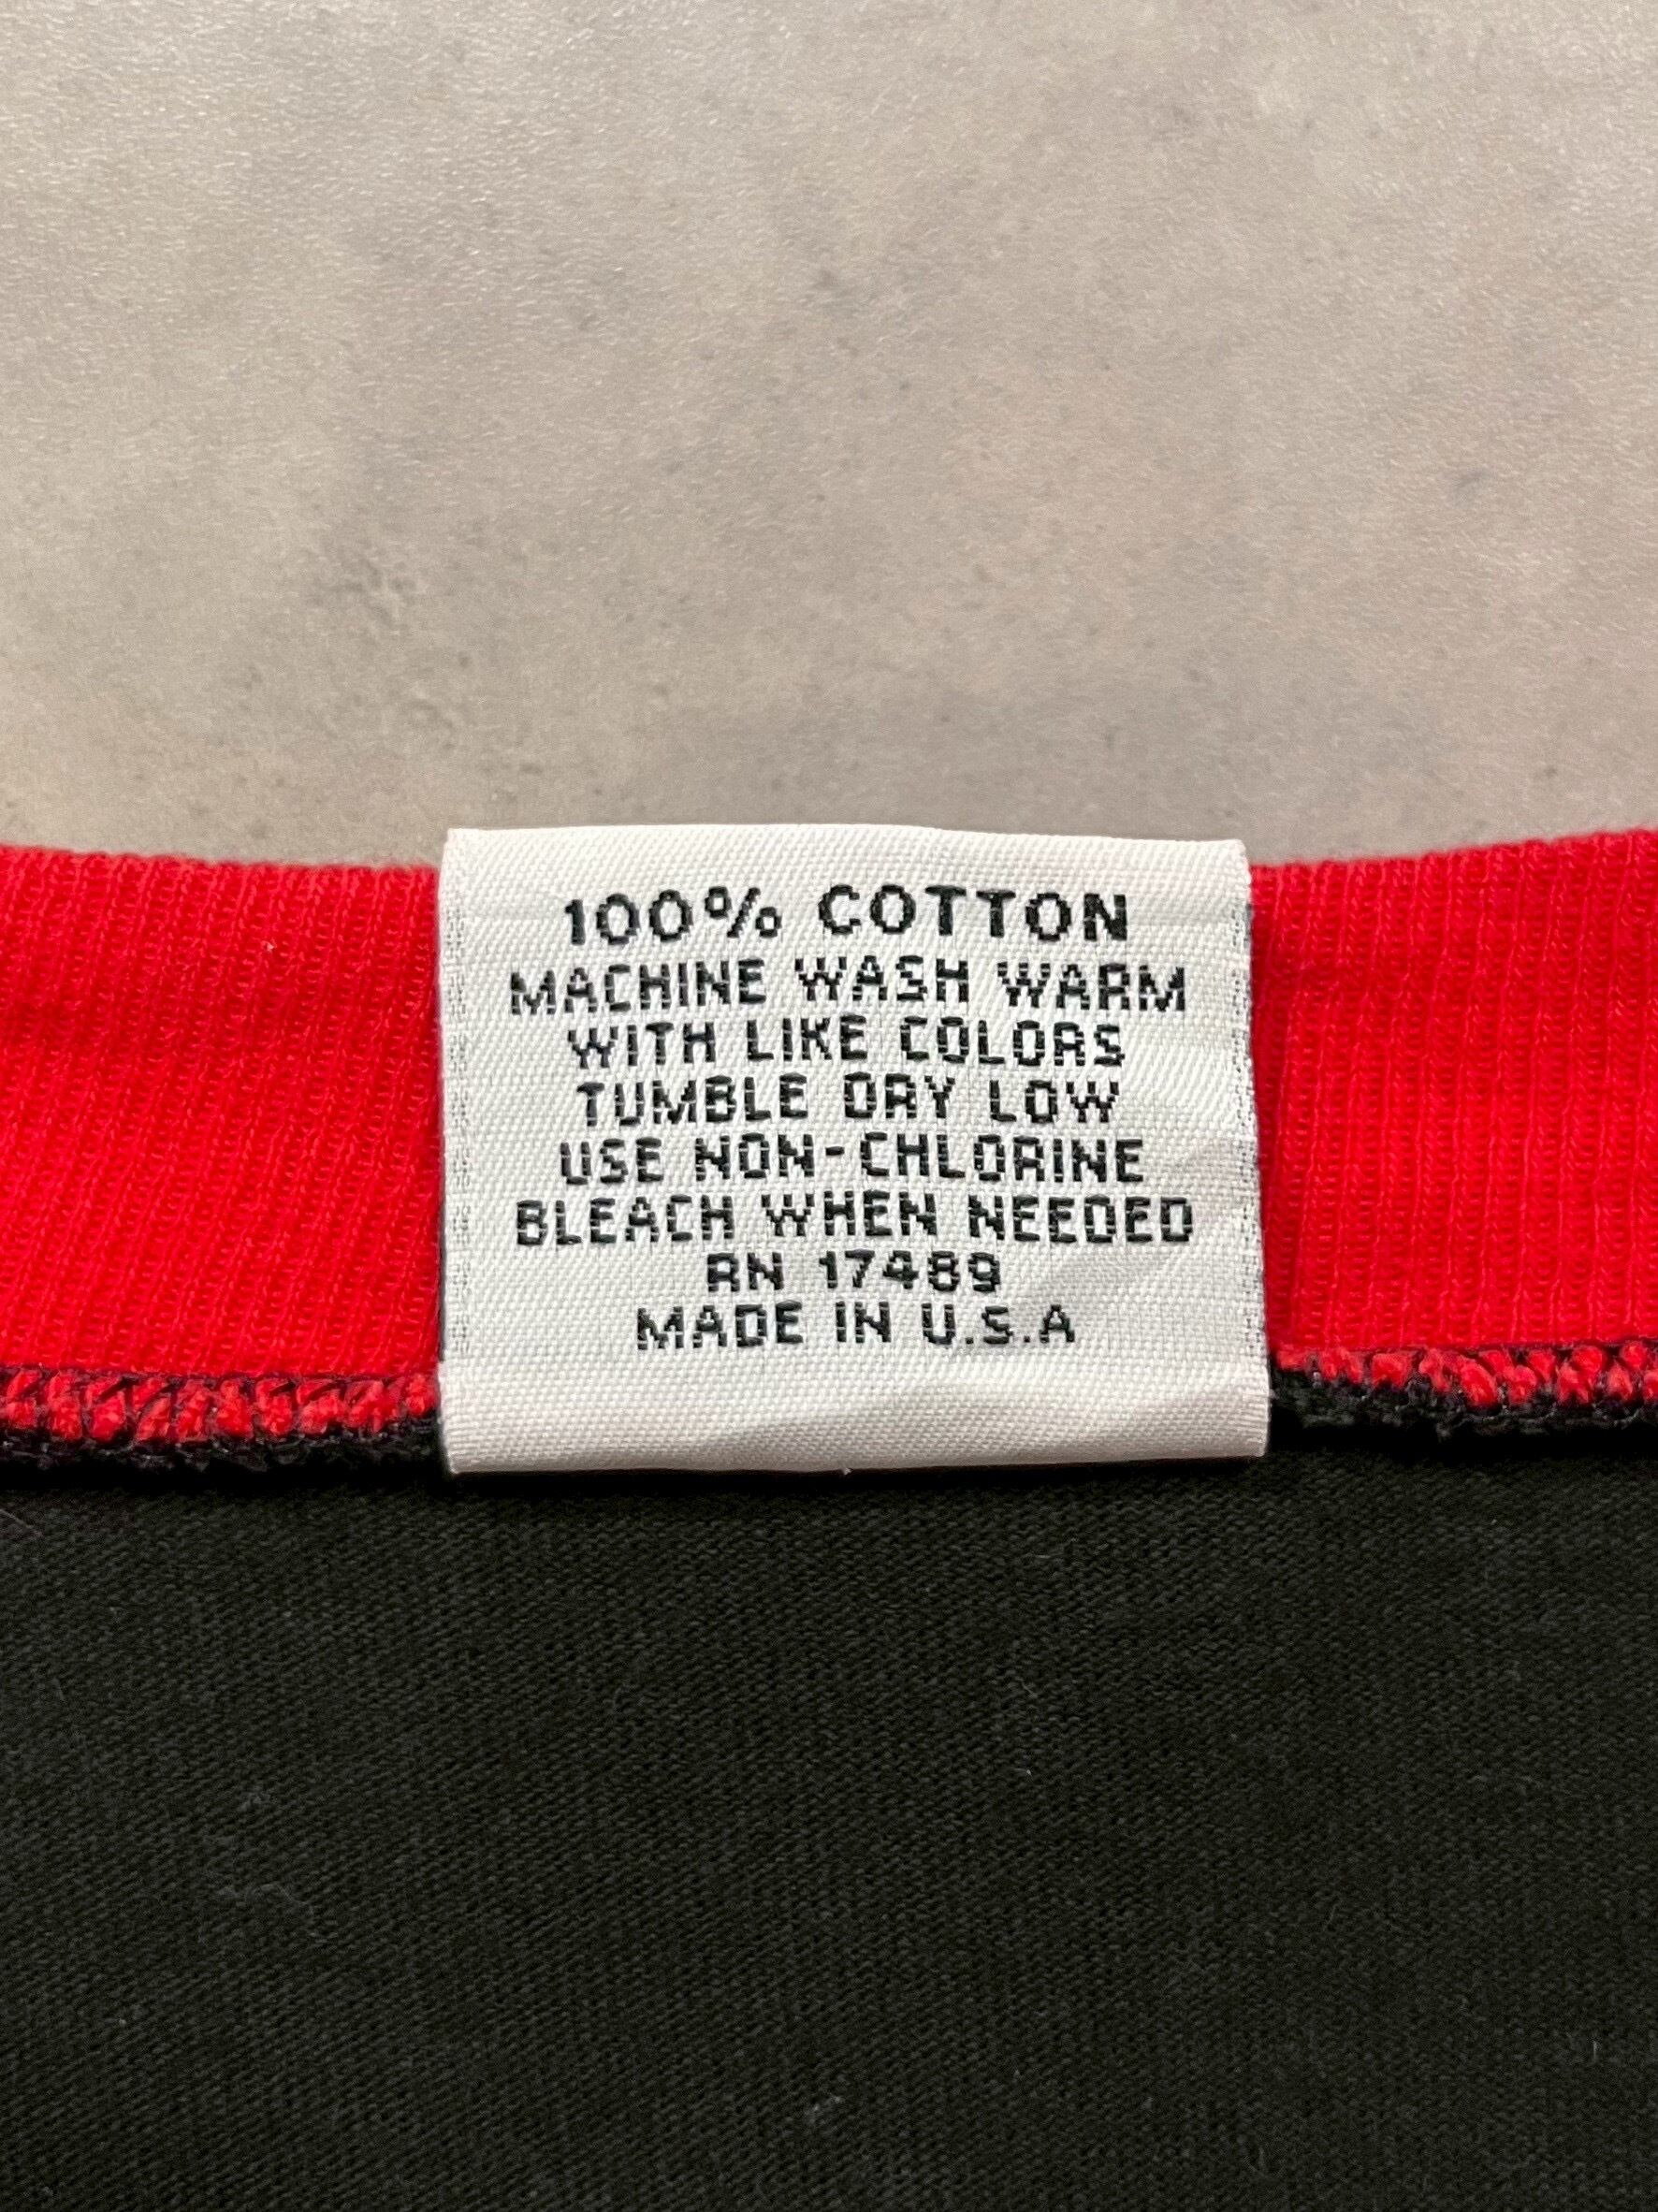 100% COTTON
MACHINE WASH WARM
WITH LIKE COLORS
TUMBLE DRY LOW
USE NON-CHLORINE
BLEACH WHEN NEEDED
RN 17489
MADE IN U.S.A